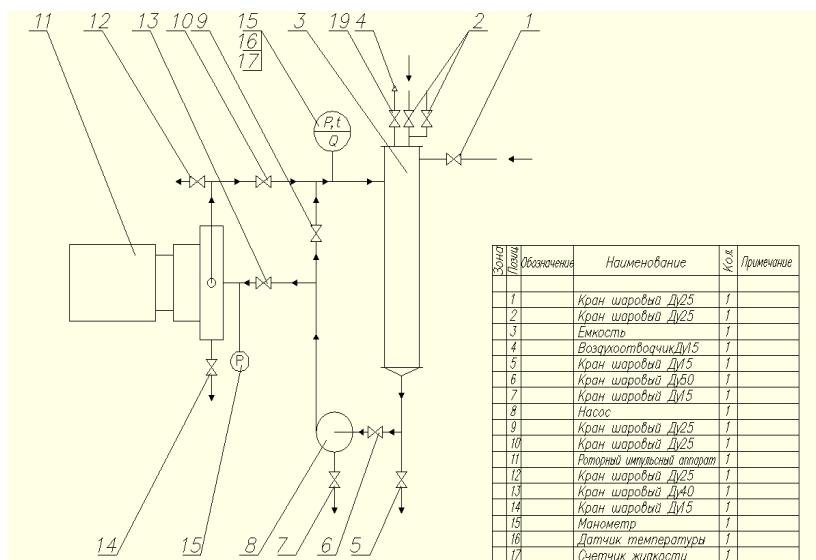 11 12 13 10 9 15 3 19 4 2 1
16
17
P,t
Q
P
14 15 8 7 6 5
Зона Позиц. Обозначение Наименование Кол. Примечание
1 Кран шаровый Ду25 1
2 Кран шаровый Ду25 1
3 Емкость 1
4 ВоздухоотводчикДу15 1
5 Кран шаровый Ду15 1
6 Кран шаровый Ду50 1
7 Кран шаровый Ду15 1
8 Насос 1
9 Кран шаровый Ду25 1
10 Кран шаровый Ду25 1
11 Роторный импульсный аппарат 1
12 Кран шаровый Ду25 1
13 Кран шаровый Ду40 1
14 Кран шаровый Ду15 1
15 Манометр 1
16 Датчик температуры 1
17 Счетчик жидкости 1